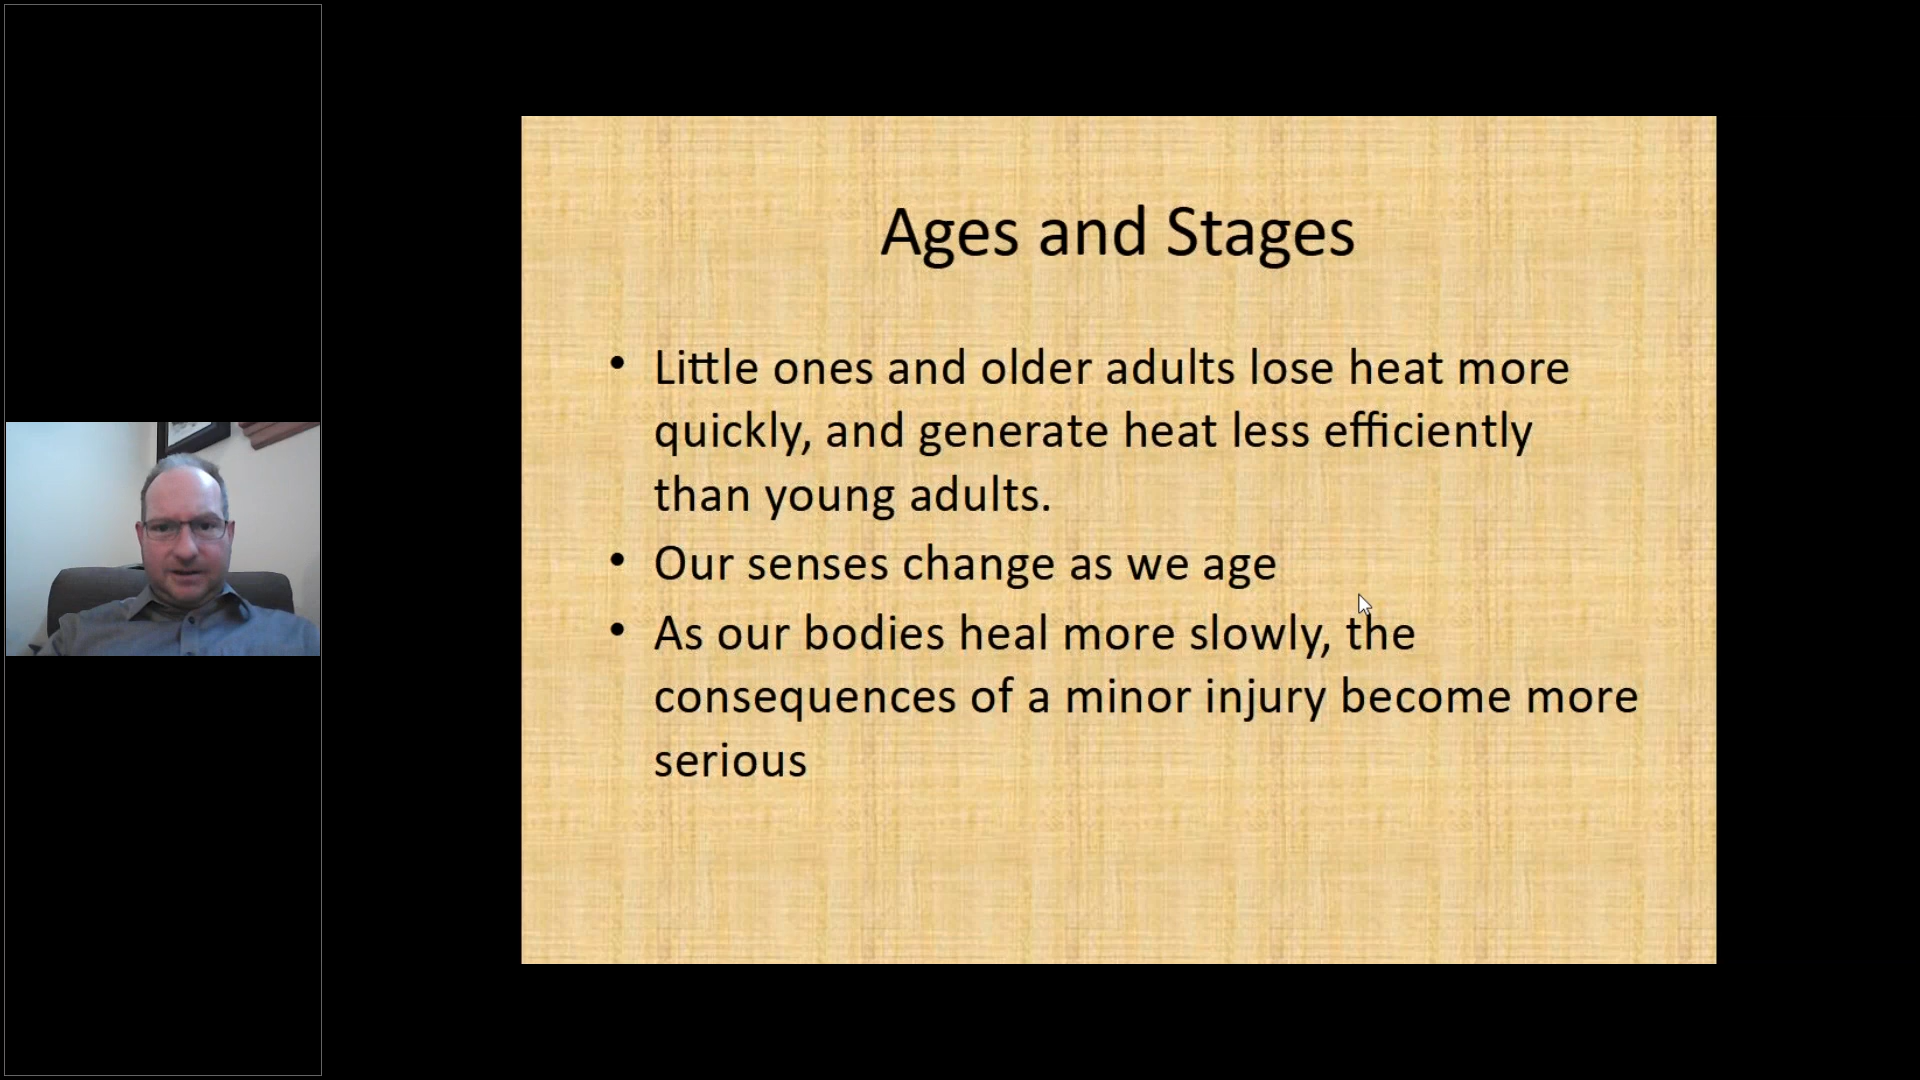 Ages and Stages
• Little ones and older adults lose heat more
quickly, and generate heat less efficiently
than young adults.
• Our senses change as we age
• As our bodies heal more slowly, the
consequences of a minor injury become more
serious